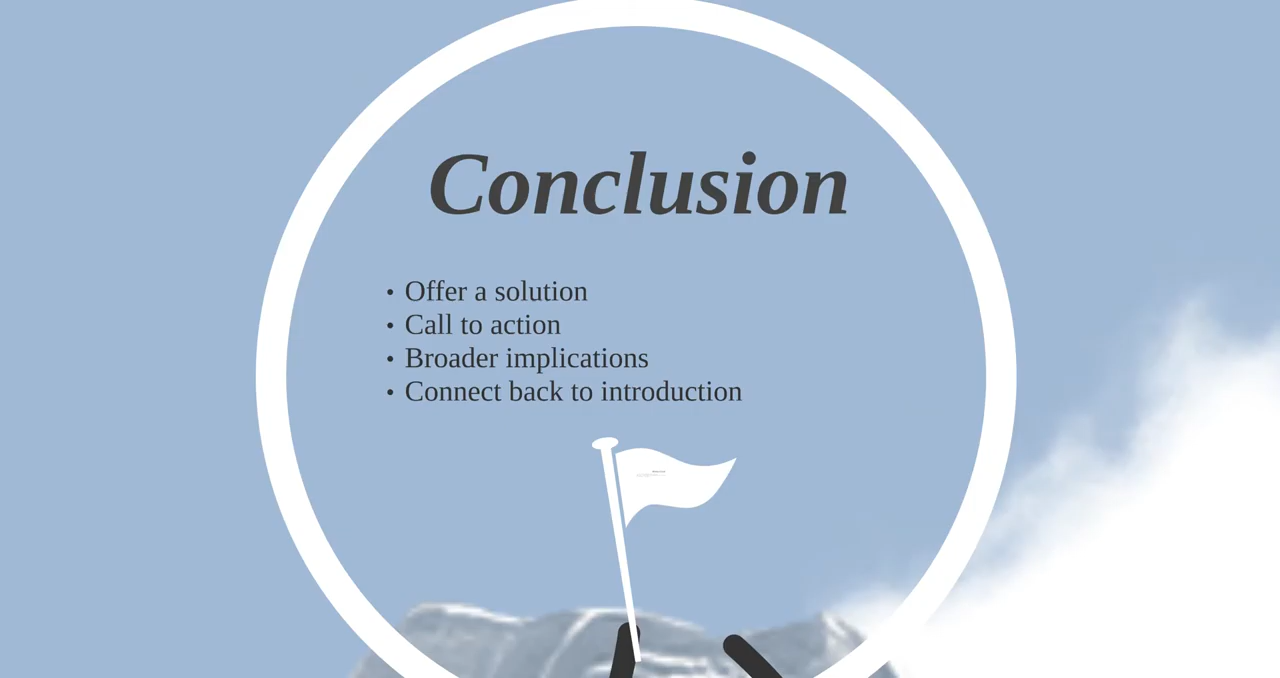 Conclusion
• Offer a solution
• Call to action
• Broader implications
• Connect back to introduction